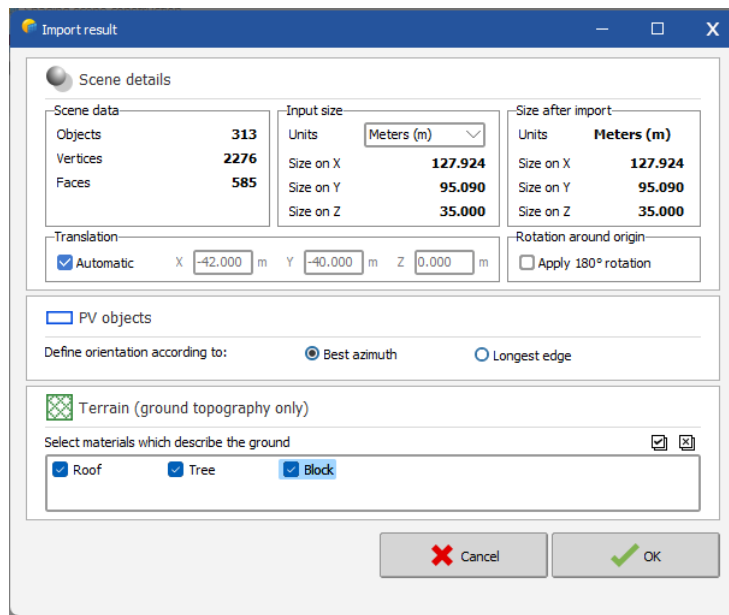 Import result
Scene details
Scene data
Objects 313
Vertices 2276
Faces 585
Input size
Units Meters (m)
Size on X 127.924
Size on Y 95.090
Size on Z 35.000
Size after import
Units Meters (m)
Size on X 127.924
Size on Y 95.090
Size on Z 35.000
Translation
Automatic X -42.000 m Y -40.000 m Z 0.000 m
Rotation around origin
Apply 180° rotation
PV objects
Define orientation according to: Best azimuth Longest edge
Terrain (ground topography only)
Select materials which describe the ground
Roof Tree Block
Cancel OK